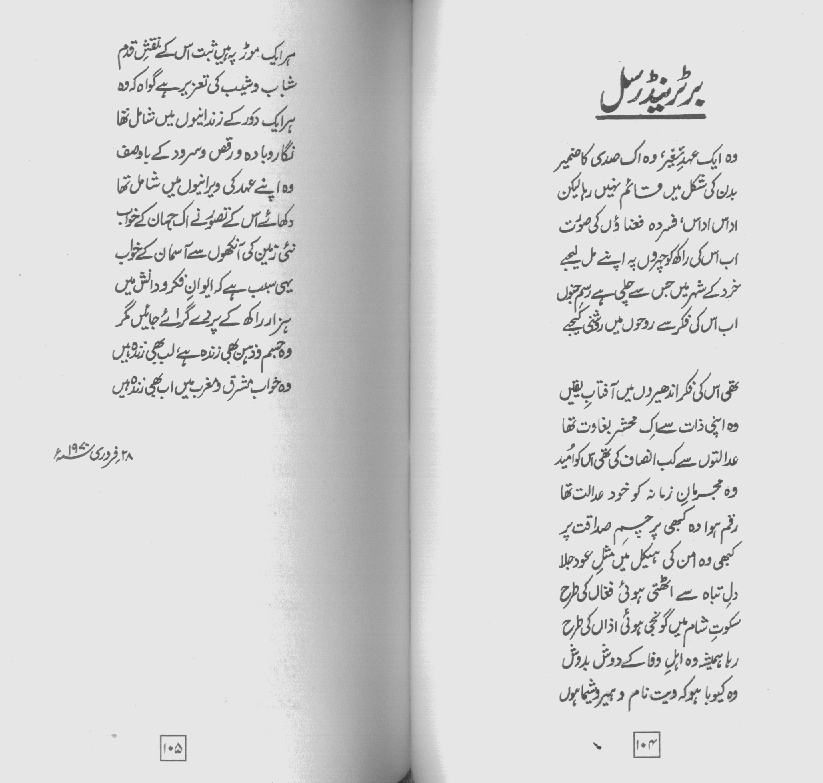 برٹرینڈ رسل
وہ ایک عہدِ تغیر، وہ اک صدی کا ضمیر
بدن کی شکل میں قائم نہیں رہا لیکن
اداس اداس، فسردہ فضاؤں کی صورت
اب اس کی راکھ کو چہروں پہ اپنے مل لیجے
خرد کے شہر میں جس سے چلی ہے رسمِ جنوں
اب اس کی فکر سے روحوں میں روشنی کیجے
تھی اس کی فکر اندھیروں میں آفتابِ یقیں
وہ اپنی ذات سے اک محشرِ بغاوت تھا
عدالتوں سے کب انصاف کی تھی اس کو اُمید
وہ مجرمانِ زمانہ کو خود عدالت تھا
رقم ہوا وہ کبھی پرچمِ صداقت پر
کبھی وہ امن کی ہیکل میں مثلِ عود جلا
دلِ تباہ سے اٹھتی ہوئی فغاں کی طرح
سکوتِ شام میں گونجی ہوئی اذاں کی طرح
رہا ہمیشہ وہ اہلِ وفا کے دوش بدوش
وہ کیوبا ہو کہ ویت نام و ہیروشیما ہوں
۱۰۴
ہر ایک موڑ پہ ہیں ثبت اس کے نقشِ قدم
شباب و شیب کی تعزیر ہے گواہ کہ وہ
ہر ایک دَور کے زندانیوں میں شامل تھا
نگار و بادہ و رقص و سرود کے باوصف
وہ اپنے عہد کی ویرانیوں میں شامل تھا
دکھائے اس کے تصور نے اک جہان کے خواب
نئی زمین کی آنکھوں سے آسمان کے خواب
یہی سبب ہے کہ ایوانِ فکر و دانش میں
ہزار راکھ کے پردے گرائے جائیں مگر
وہ جسم و ذہن بھی زندہ ہے، لب بھی زندہ ہیں
وہ خواب مشرق و مغرب میں اب بھی زندہ ہیں
۲۸؍ فروری ۱۹۷۰ء
۱۰۵